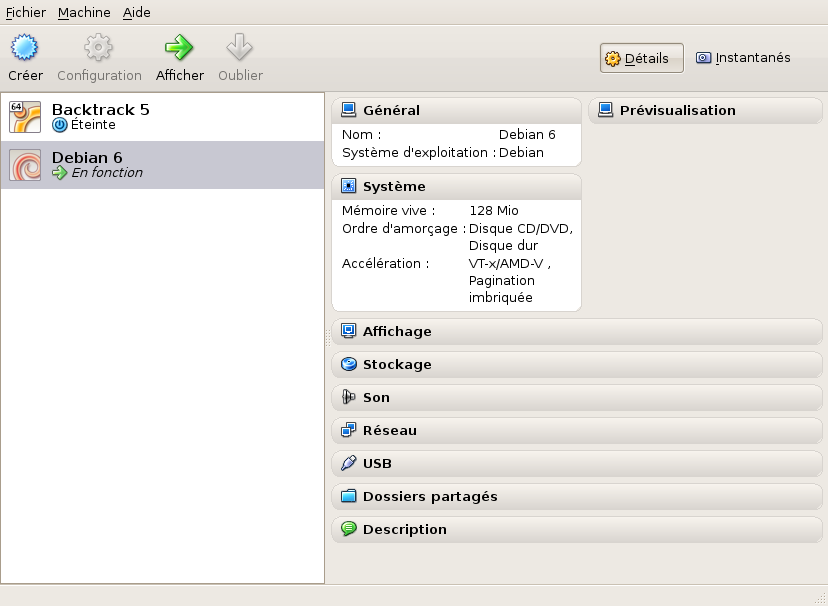 Fichier Machine Aide
Créer Configuration Afficher Oublier Détails Instantanés
64
Backtrack 5
Éteinte
Debian 6
En fonction
Général
Nom : Debian 6
Système d'exploitation : Debian
Système
Mémoire vive : 128 Mio
Ordre d'amorçage : Disque CD/DVD,
Disque dur
Accélération : VT-x/AMD-V ,
Pagination
imbriquée
Prévisualisation
Affichage
Stockage
Son
Réseau
USB
Dossiers partagés
Description